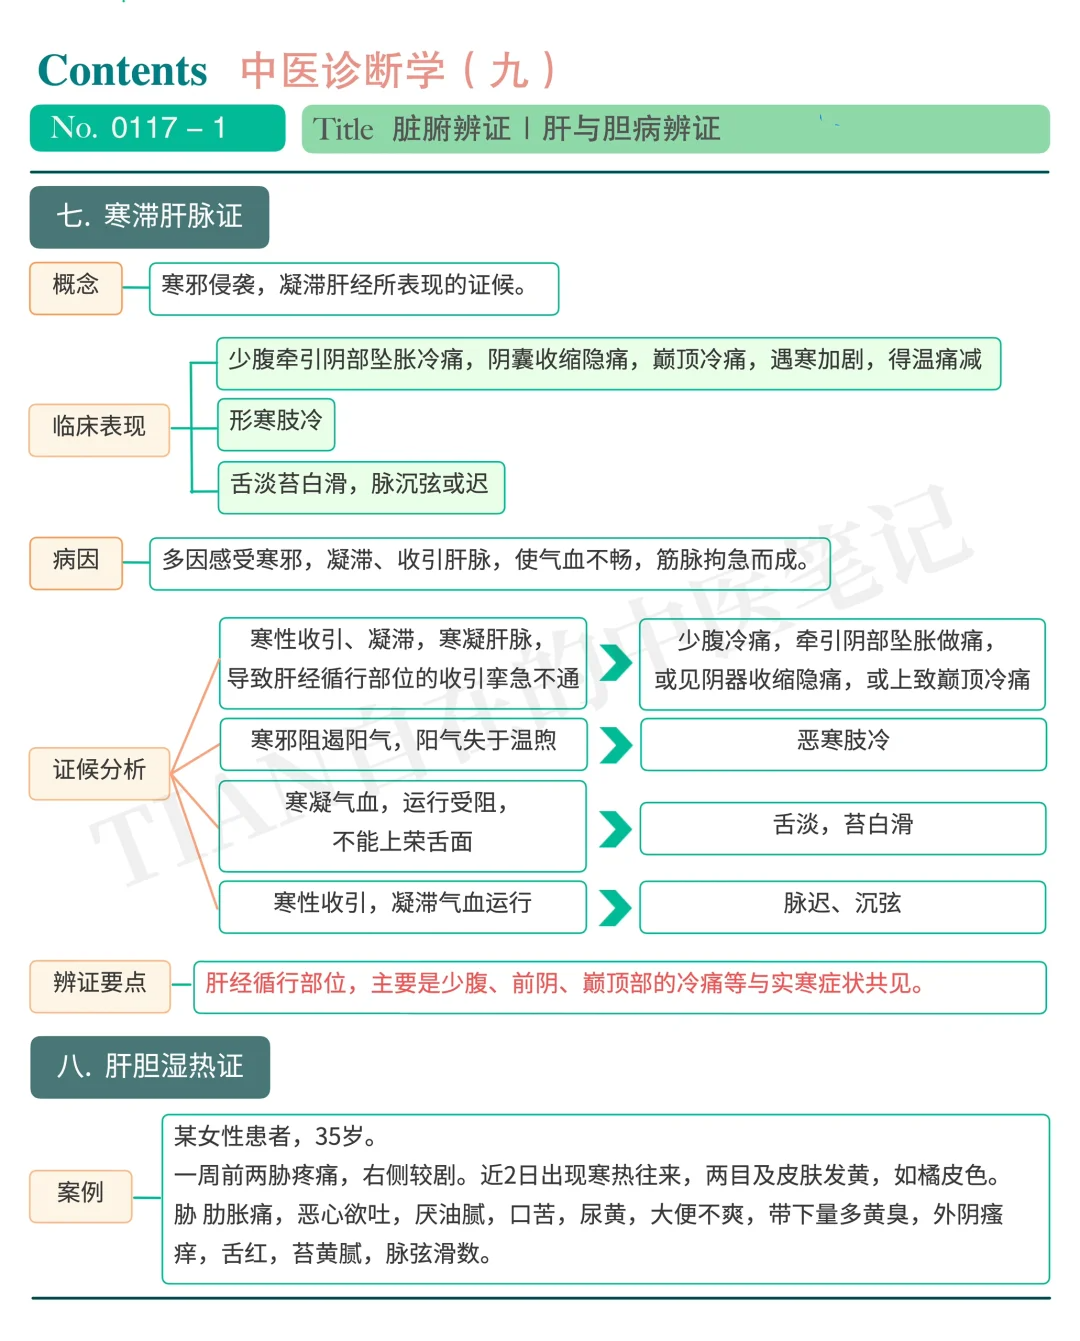 Contents 中医诊断学（九）
No. 0117 – 1
Title 脏腑辨证 | 肝与胆病辨证
七. 寒滞肝脉证
概念
寒邪侵袭，凝滞肝经所表现的证候。
临床表现
少腹牵引阴部坠胀冷痛，阴囊收缩隐痛，巅顶冷痛，遇寒加剧，得温痛减
形寒肢冷
舌淡苔白滑，脉沉弦或迟
病因
多因感受寒邪，凝滞、收引肝脉，使气血不畅，筋脉拘急而成。
证候分析
寒性收引、凝滞，寒凝肝脉，
导致肝经循行部位的收引挛急不通
少腹冷痛，牵引阴部坠胀做痛，
或见阴器收缩隐痛，或上致巅顶冷痛
寒邪阻遏阳气，阳气失于温煦
恶寒肢冷
寒凝气血，运行受阻，
不能上荣舌面
舌淡，苔白滑
寒性收引，凝滞气血运行
脉迟、沉弦
辨证要点
肝经循行部位，主要是少腹、前阴、巅顶部的冷痛等与实寒症状共见。
八. 肝胆湿热证
案例
某女性患者，35岁。
一周前两胁疼痛，右侧较剧。近2日出现寒热往来，两目及皮肤发黄，如橘皮色。
胁 肋胀痛，恶心欲吐，厌油腻，口苦，尿黄，大便不爽，带下量多黄臭，外阴瘙
痒，舌红，苔黄腻，脉弦滑数。
TIAN自在的中医笔记